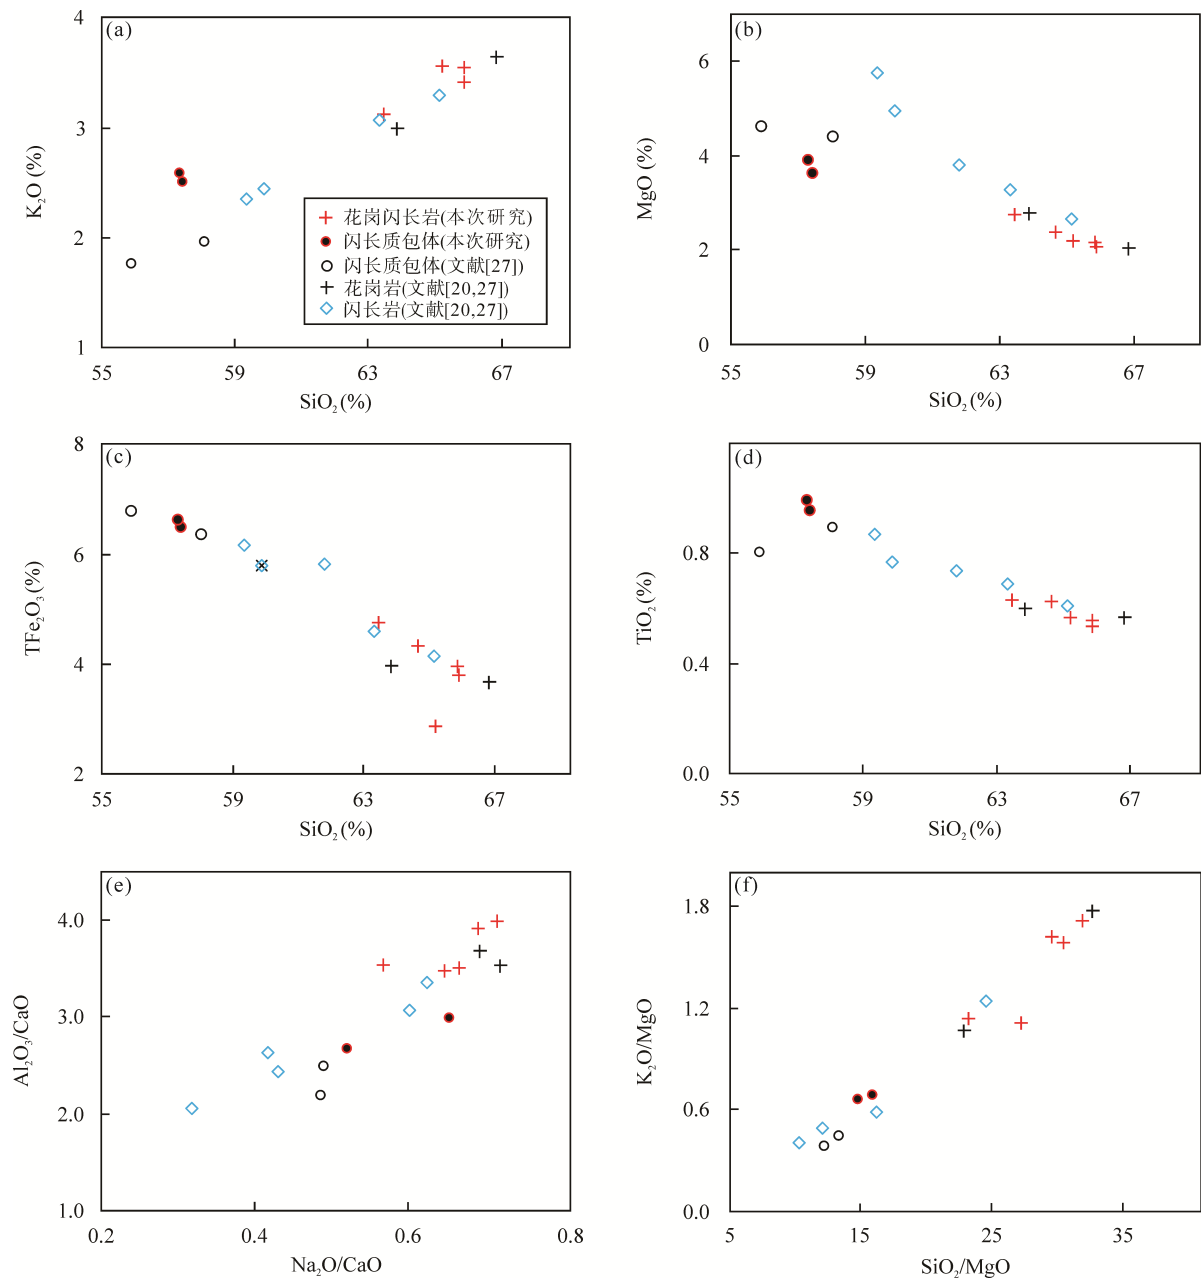 (a)
4
3
2
1
K₂O (%)
55
59
63
67
SiO₂ (%)
花岗闪长岩(本次研究)
闪长质包体(本次研究)
闪长质包体(文献[27])
花岗岩(文献[20,27])
闪长岩(文献[20,27])
(b)
6
4
2
0
MgO (%)
55
59
63
67
SiO₂ (%)
(c)
8
6
4
2
TFe₂O₃ (%)
55
59
63
67
SiO₂ (%)
(d)
0.8
0.4
0.0
TiO₂ (%)
55
59
63
67
SiO₂ (%)
(e)
4.0
3.0
2.0
1.0
Al₂O₃/CaO
0.2
0.4
0.6
0.8
Na₂O/CaO
(f)
1.8
1.2
0.6
0.0
K₂O/MgO
5
15
25
35
SiO₂/MgO